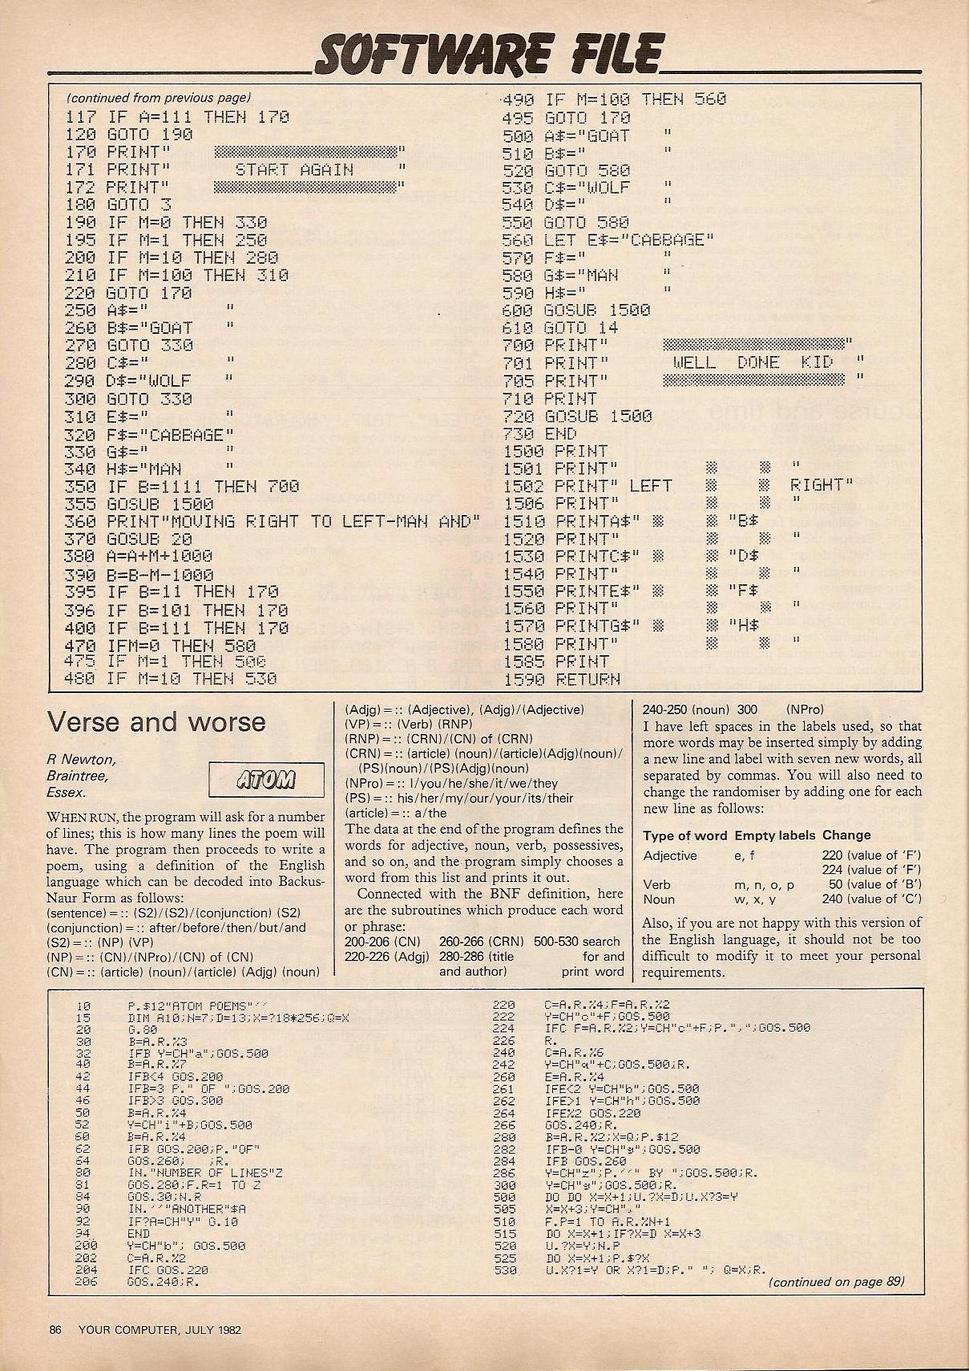 SOFTWARE FILE
(continued from previous page)
117 IF A=111 THEN 170
120 GOTO 190
170 PRINT" "
171 PRINT" START AGAIN "
172 PRINT" "
180 GOTO 3
190 IF M=0 THEN 330
195 IF M=1 THEN 250
200 IF M=10 THEN 280
210 IF M=100 THEN 310
220 GOTO 170
250 A$=" "
260 B$="GOAT "
270 GOTO 330
280 C$=" "
290 D$="WOLF "
300 GOTO 330
310 E$=" "
320 F$="CABBAGE"
330 G$=" "
340 H$="MAN "
350 IF B=1111 THEN 700
355 GOSUB 1500
360 PRINT"MOVING RIGHT TO LEFT-MAN AND"
370 GOSUB 20
380 A=A+M+1000
390 B=B-M-1000
395 IF B=11 THEN 170
396 IF B=101 THEN 170
400 IF B=111 THEN 170
470 IFM=0 THEN 580
475 IF M=1 THEN 500
480 IF M=10 THEN 530
490 IF M=100 THEN 560
495 GOTO 170
500 A$="GOAT "
510 B$=" "
520 GOTO 580
530 C$="WOLF "
540 D$=" "
550 GOTO 580
560 LET E$="CABBAGE"
570 F$=" "
580 G$="MAN "
590 H$=" "
600 GOSUB 1500
610 GOTO 14
700 PRINT" "
701 PRINT" WELL DONE KID "
705 PRINT" "
710 PRINT
720 GOSUB 1500
730 END
1500 PRINT
1501 PRINT" ▒ ▒ "
1502 PRINT" LEFT ▒ ▒ RIGHT"
1506 PRINT" ▒ ▒ "
1510 PRINTA$" ▒ ▒ "B$
1520 PRINT" ▒ ▒ "
1530 PRINTC$" ▒ ▒ "D$
1540 PRINT" ▒ ▒ "
1550 PRINTE$" ▒ ▒ "F$
1560 PRINT" ▒ ▒ "
1570 PRINTG$" ▒ ▒ "H$
1580 PRINT" ▒ ▒ "
1585 PRINT
1590 RETURN
Verse and worse
R Newton,
Braintree,
Essex.
ATOM
WHEN RUN, the program will ask for a number
of lines; this is how many lines the poem will
have. The program then proceeds to write a
poem, using a definition of the English
language which can be decoded into Backus-
Naur Form as follows:
(sentence) = :: (S2)/(S2)/(conjunction) (S2)
(conjunction) = :: after/before/then/but/and
(S2) = :: (NP) (VP)
(NP) = :: (CN)/(NPro)/(CN) of (CN)
(CN) = :: (article) (noun)/(article) (Adjg) (noun)
(Adjg) = :: (Adjective), (Adjg)/(Adjective)
(VP) = :: (Verb) (RNP)
(RNP) = :: (CRN)/(CN) of (CRN)
(CRN) = :: (article) (noun)/(article)(Adjg)(noun)/
(PS)(noun)/(PS)(Adjg)(noun)
(NPro) = :: I/you/he/she/it/we/they
(PS) = :: his/her/my/our/your/its/their
(article) = :: a/the
The data at the end of the program defines the
words for adjective, noun, verb, possessives,
and so on, and the program simply chooses a
word from this list and prints it out.
Connected with the BNF definition, here
are the subroutines which produce each word
or phrase:
200-206 (CN) 260-266 (CRN) 500-530 search
220-226 (Adjg) 280-286 (title for and
and author) print word
240-250 (noun) 300 (NPro)
I have left spaces in the labels used, so that
more words may be inserted simply by adding
a new line and label with seven new words, all
separated by commas. You will also need to
change the randomiser by adding one for each
new line as follows:
Type of word Empty labels Change
Adjective e, f 220 (value of 'F')
224 (value of 'F')
Verb m, n, o, p 50 (value of 'B')
Noun w, x, y 240 (value of 'C')
Also, if you are not happy with this version of
the English language, it should not be too
difficult to modify it to meet your personal
requirements.
10 P.$12"ATOM POEMS"''
15 DIM A10;N=7;D=13;X=?18*256;Q=X
20 G.80
30 B=A.R.%3
32 IFB Y=CH"a";GOS.500
40 B=A.R.%7
42 IFB<4 GOS.200
44 IFB=3 P." OF ";GOS.200
46 IFB>3 GOS.300
50 B=A.R.%4
52 Y=CH"i"+B;GOS.500
60 B=A.R.%4
62 IFB GOS.200;P."OF"
64 GOS.260; ;R.
80 IN."NUMBER OF LINES"Z
81 GOS.280;F.R=1 TO Z
84 GOS.30;N.R
90 IN.''"ANOTHER"$A
92 IF?A=CH"Y" G.10
94 END
200 Y=CH"b"; GOS.500
202 C=A.R.%2
204 IFC GOS.220
206 GOS.240;R.
220 C=A.R.%4;F=A.R.%2
222 Y=CH"c"+F;GOS.500
224 IFC F=A.R.%2;Y=CH"c"+F;P.",";GOS.500
226 R.
240 C=A.R.%6
242 Y=CH"q"+C;GOS.500;R.
260 E=A.R.%4
261 IFE<2 Y=CH"b";GOS.500
262 IFE>1 Y=CH"h";GOS.500
264 IFE%2 GOS.220
266 GOS.240;R.
280 B=A.R.%2;X=Q;P.$12
282 IFB-0 Y=CH"g";GOS.500
284 IFB GOS.260
286 Y=CH"z";P.''" BY ";GOS.500;R.
300 Y=CH"g";GOS.500;R.
500 DO DO X=X+1;U.?X=D;U.X?3=Y
505 X=X+3;Y=CH","
510 F.P=1 TO A.R.%N+1
515 DO X=X+1;IF?X=D X=X+3
520 U.?X=Y;N.P
525 DO X=X+1;P.$?X
530 U.X?1=Y OR X?1=D;P." "; Q=X;R.
(continued on page 89)
86 YOUR COMPUTER, JULY 1982